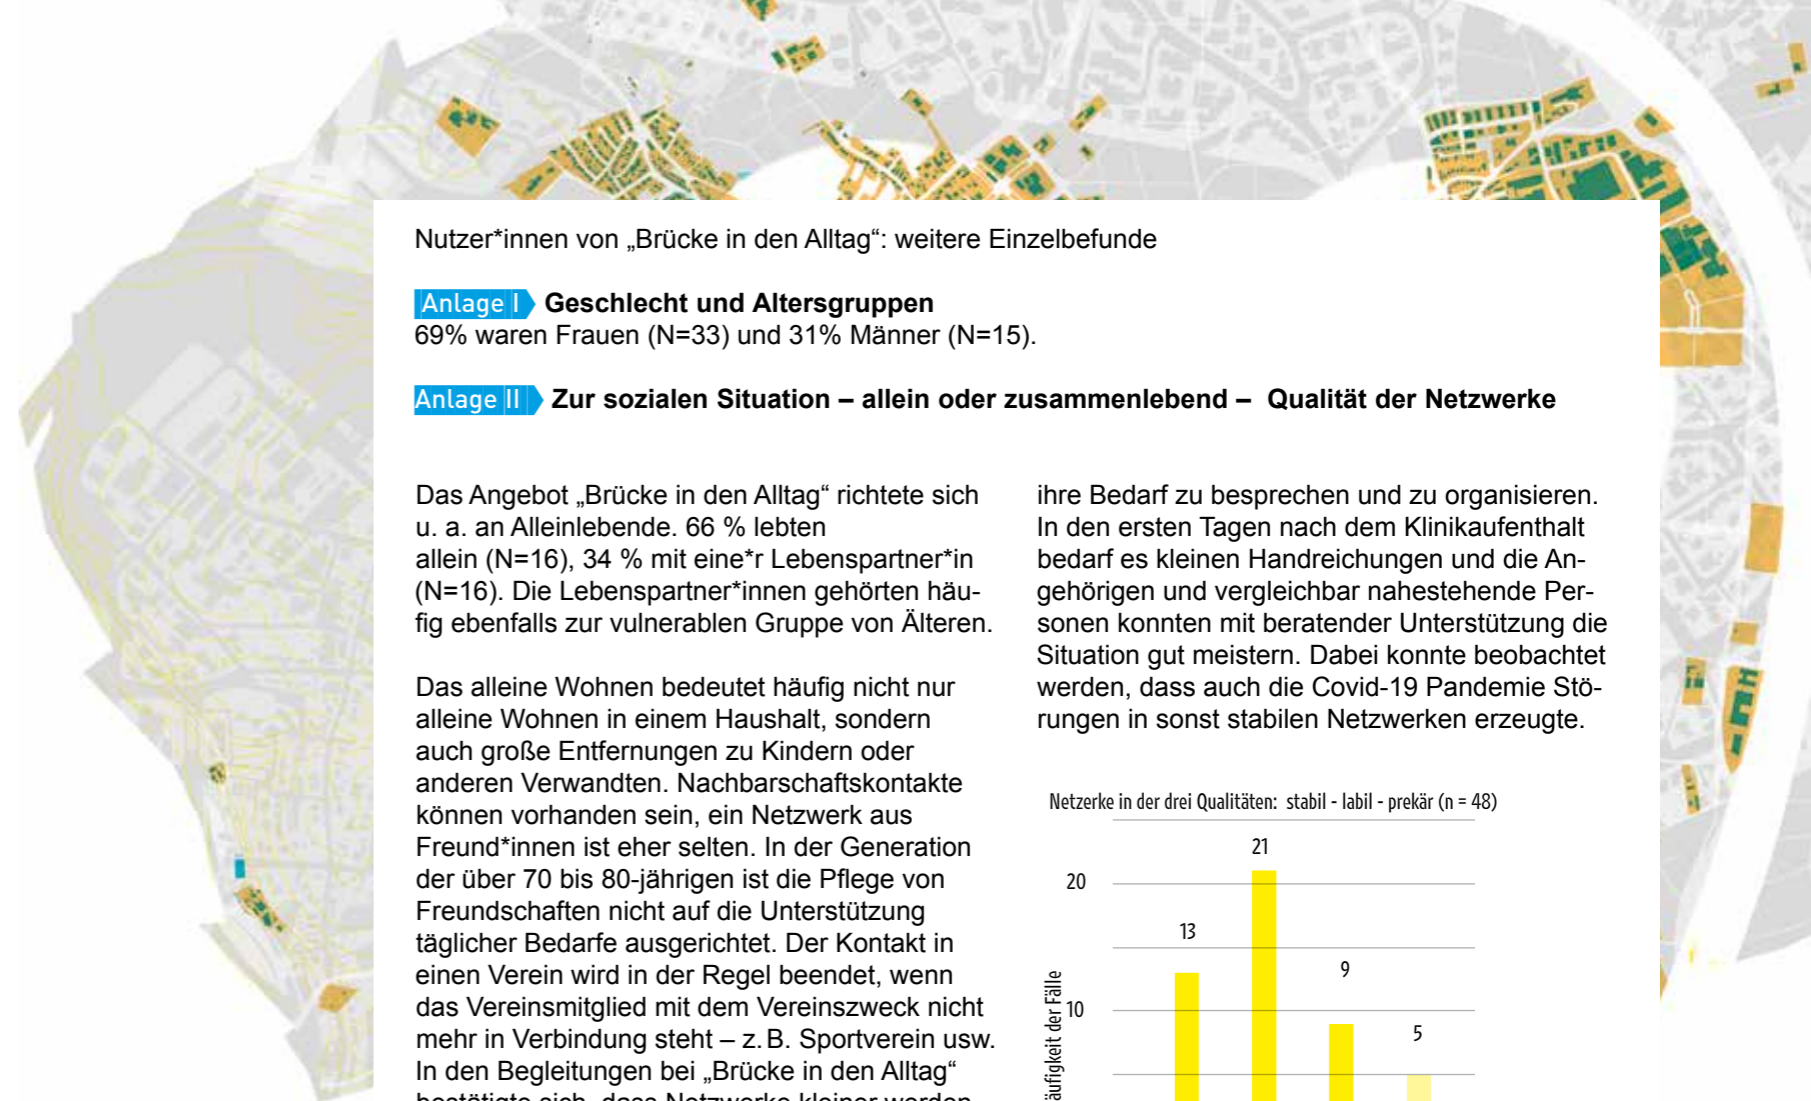 Nutzer*innen von „Brücke in den Alltag“: weitere Einzelbefunde
Anlage I Geschlecht und Altersgruppen
69% waren Frauen (N=33) und 31% Männer (N=15).
Anlage II Zur sozialen Situation – allein oder zusammenlebend – Qualität der Netzwerke
Das Angebot „Brücke in den Alltag“ richtete sich
u. a. an Alleinlebende. 66 % lebten
allein (N=16), 34 % mit eine*r Lebenspartner*in
(N=16). Die Lebenspartner*innen gehörten häu-
fig ebenfalls zur vulnerablen Gruppe von Älteren.
Das alleine Wohnen bedeutet häufig nicht nur
alleine Wohnen in einem Haushalt, sondern
auch große Entfernungen zu Kindern oder
anderen Verwandten. Nachbarschaftskontakte
können vorhanden sein, ein Netzwerk aus
Freund*innen ist eher selten. In der Generation
der über 70 bis 80-jährigen ist die Pflege von
Freundschaften nicht auf die Unterstützung
täglicher Bedarfe ausgerichtet. Der Kontakt in
einen Verein wird in der Regel beendet, wenn
das Vereinsmitglied mit dem Vereinszweck nicht
mehr in Verbindung steht – z. B. Sportverein usw.
In den Begleitungen bei „Brücke in den Alltag“
bestätigte sich, dass Netzwerke kleiner werden
ihre Bedarf zu besprechen und zu organisieren.
In den ersten Tagen nach dem Klinikaufenthalt
bedarf es kleinen Handreichungen und die An-
gehörigen und vergleichbar nahestehende Per-
sonen konnten mit beratender Unterstützung die
Situation gut meistern. Dabei konnte beobachtet
werden, dass auch die Covid-19 Pandemie Stö-
rungen in sonst stabilen Netzwerken erzeugte.
Netzerke in der drei Qualitäten: stabil - labil - prekär (n = 48)
21
20
13
9
10
5
äufigkeit der Fälle